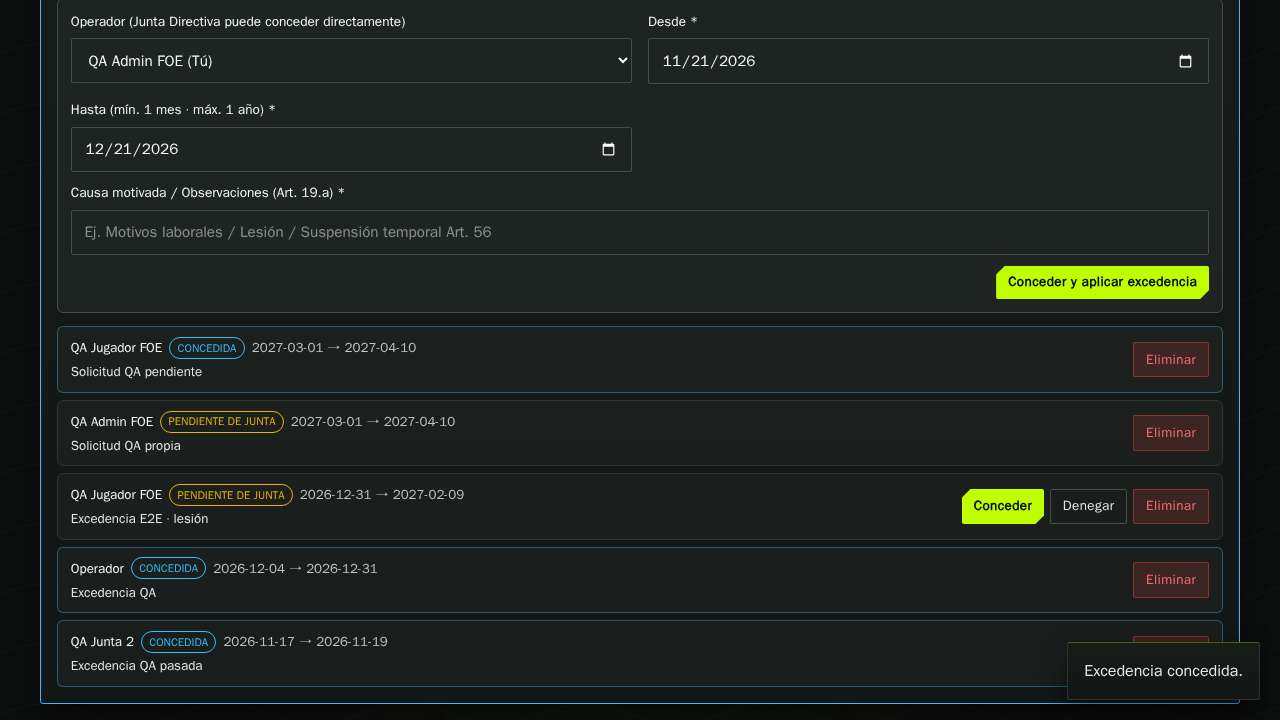 Operador (Junta Directiva puede conceder directamente)
Desde *
QA Admin FOE (Tú)
11/21/2026
Hasta (mín. 1 mes · máx. 1 año) *
12/21/2026
Causa motivada / Observaciones (Art. 19.a) *
Ej. Motivos laborales / Lesión / Suspensión temporal Art. 56
Conceder y aplicar excedencia
QA Jugador FOE CONCEDIDA 2027-03-01 → 2027-04-10
Solicitud QA pendiente
Eliminar
QA Admin FOE PENDIENTE DE JUNTA 2027-03-01 → 2027-04-10
Solicitud QA propia
Eliminar
QA Jugador FOE PENDIENTE DE JUNTA 2026-12-31 → 2027-02-09
Excedencia E2E · lesión
Conceder Denegar Eliminar
Operador CONCEDIDA 2026-12-04 → 2026-12-31
Excedencia QA
Eliminar
QA Junta 2 CONCEDIDA 2026-11-17 → 2026-11-19
Excedencia QA pasada
Excedencia concedida.